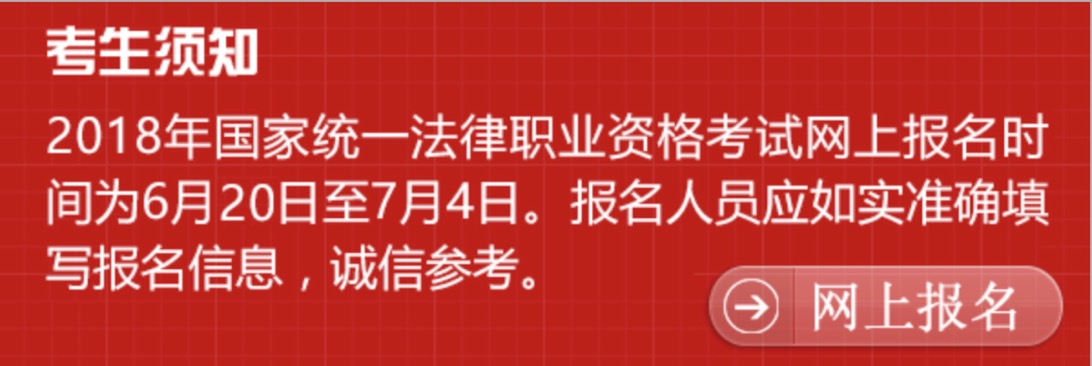 考生须知
2018年国家统一法律职业资格考试网上报名时
间为6月20日至7月4日。报名人员应如实准确填
写报名信息，诚信参考。
网上报名